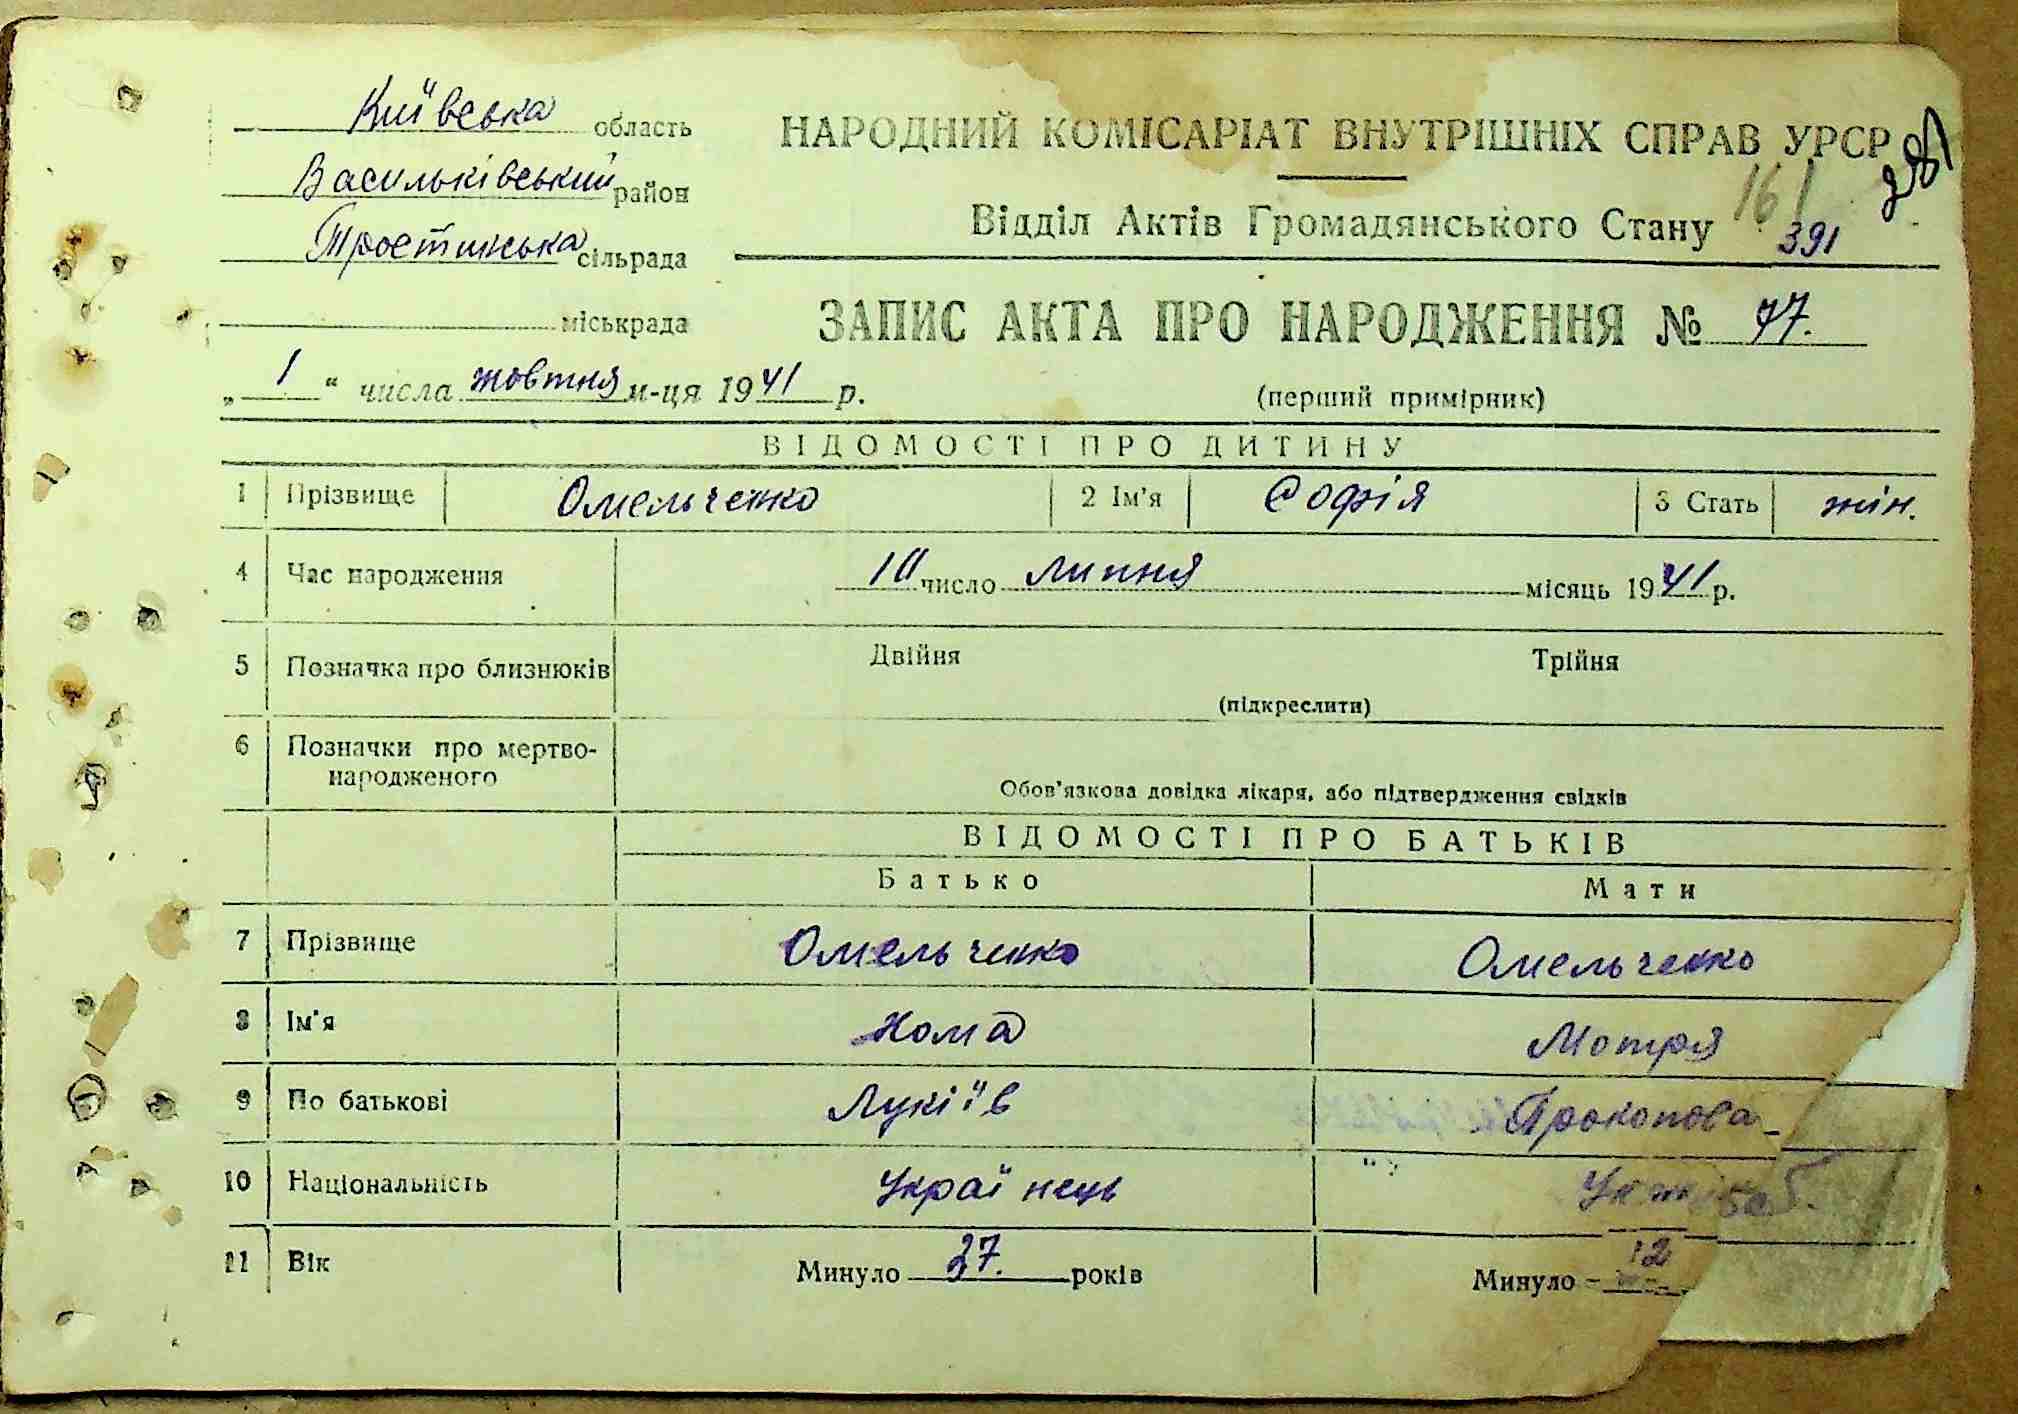 Київська область
Васильківський район
Тростинська сільрада
міськрада
НАРОДНИЙ КОМІСАРІАТ ВНУТРІШНІХ СПРАВ УРСР
161
Відділ Актів Громадянського Стану
391
ЗАПИС АКТА ПРО НАРОДЖЕННЯ № 77.
„ 1 “ числа жовтня м-ця 1941 р.
(перший примірник)
ВІДОМОСТІ ПРО ДИТИНУ
1 Прізвище Омельченко 2 Ім'я Софія 3 Стать жін.
4 Час народження 10 число липня місяць 1941 р.
5 Позначка про близнюків Двійня Трійня
(підкреслити)
6 Позначки про мертво-
народженого
Обов'язкова довідка лікаря, або підтвердження свідків
ВІДОМОСТІ ПРО БАТЬКІВ
Батько Мати
7 Прізвище Омельченко Омельченко
8 Ім'я Хома Мотря
9 По батькові Лукіїв Прокопова
10 Національність Українець
11 Вік Минуло 37. років Минуло